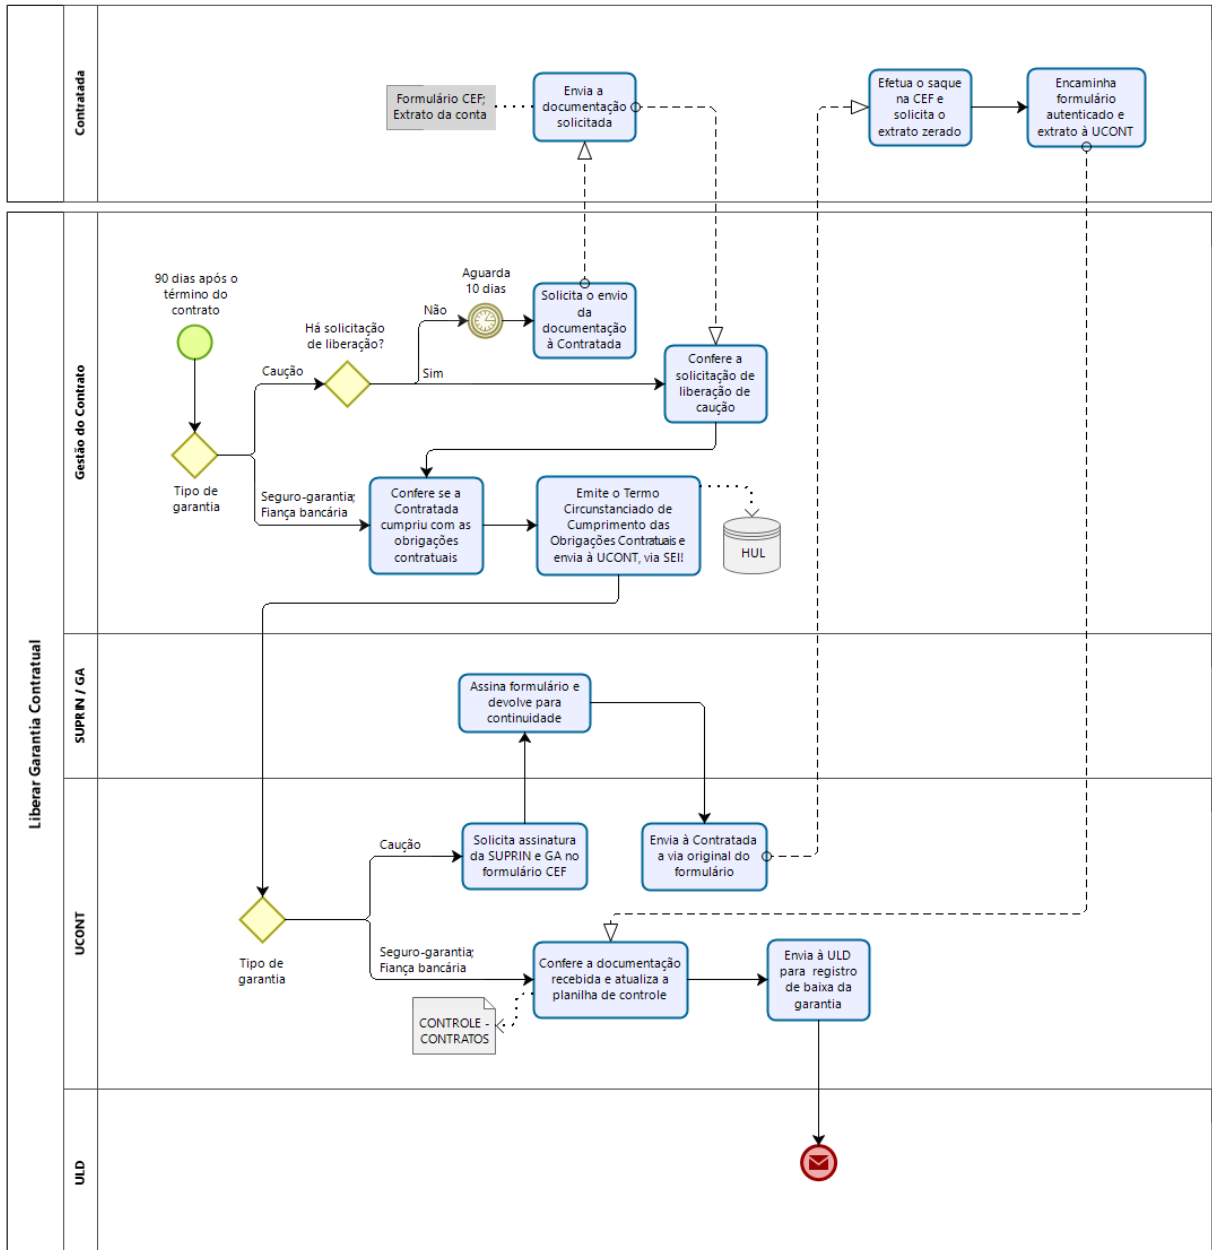 Contratada
Formulário CEF;
Extrato da conta
Envia a
documentação
solicitada
Efetua o saque
na CEF e
solicita o
extrato zerado
Encaminha
formulário
autenticado e
extrato à UCONT
Liberar Garantia Contratual
Gestão do Contrato
90 dias após o
término do
contrato
Tipo de
garantia
Caução
Há solicitação
de liberação?
Não
Sim
Aguarda
10 dias
Solicita o envio
da
documentação
à Contratada
Confere a
solicitação de
liberação de
caução
Seguro-garantia;
Fiança bancária
Confere se a
Contratada
cumpriu com as
obrigações
contratuais
Emite o Termo
Circunstanciado de
Cumprimento das
Obrigações Contratuais e
envia à UCONT, via SEI!
HUL
SUPRIN / GA
Assina formulário e
devolve para
continuidade
UCONT
Tipo de
garantia
Caução
Solicita assinatura
da SUPRIN e GA no
formulário CEF
Envia à Contratada
a via original do
formulário
Seguro-garantia;
Fiança bancária
Confere a documentação
recebida e atualiza a
planilha de controle
CONTROLE -
CONTRATOS
Envia à ULD
para registro
de baixa da
garantia
ULD